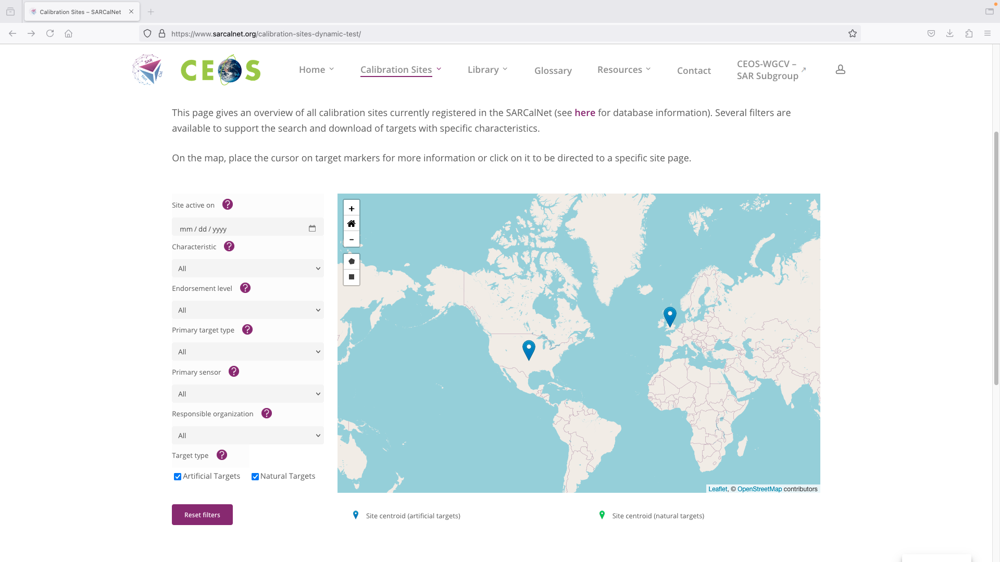 Calibration Sites – SARCalNet
https://www.sarcalnet.org/calibration-sites-dynamic-test/
SAR
Net
Cal
CEOS
Home
Calibration Sites
Library
Glossary
Resources
Contact
CEOS-WGCV –
SAR Subgroup
This page gives an overview of all calibration sites currently registered in the SARCalNet (see here for database information). Several filters are
available to support the search and download of targets with specific characteristics.
On the map, place the cursor on target markers for more information or click on it to be directed to a specific site page.
Site active on ?
mm / dd / yyyy
Characteristic ?
All
Endorsement level ?
All
Primary target type ?
All
Primary sensor ?
All
Responsible organization ?
All
Target type ?
Artificial Targets Natural Targets
Reset filters
+
-
Leaflet, © OpenStreetMap contributors
Site centroid (artificial targets)
Site centroid (natural targets)